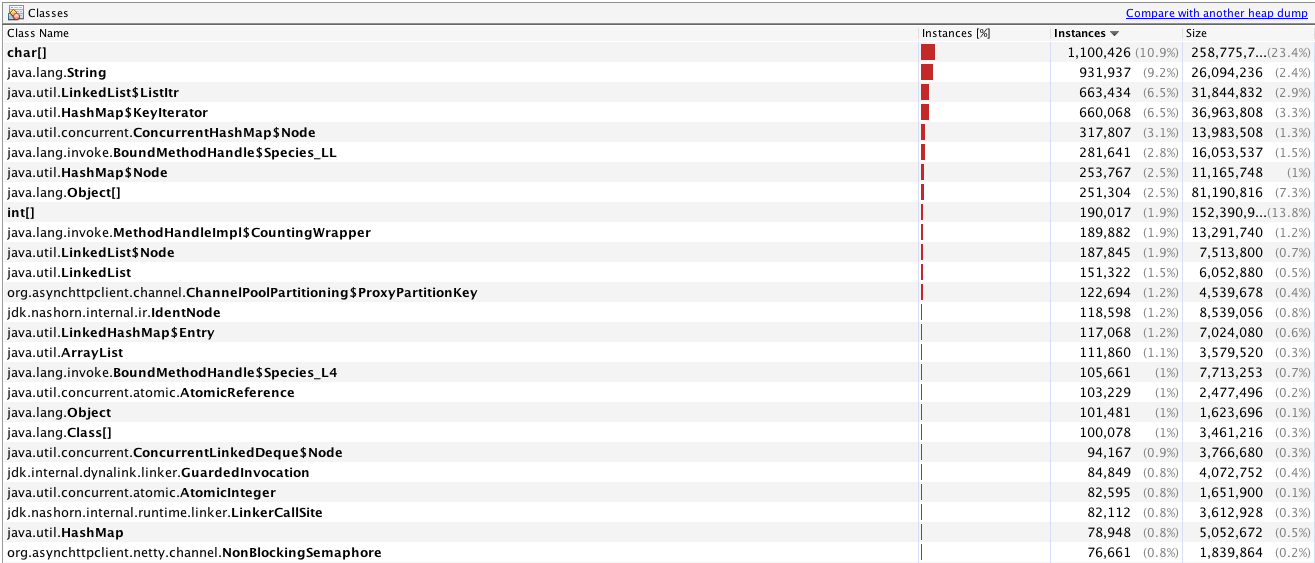 Classes Compare with another heap dump
Class Name Instances [%] Instances Size
char[] 1,100,426 (10.9%) 258,775,7...(23.4%)
java.lang.String 931,937 (9.2%) 26,094,236 (2.4%)
java.util.LinkedList$ListItr 663,434 (6.5%) 31,844,832 (2.9%)
java.util.HashMap$KeyIterator 660,068 (6.5%) 36,963,808 (3.3%)
java.util.concurrent.ConcurrentHashMap$Node 317,807 (3.1%) 13,983,508 (1.3%)
java.lang.invoke.BoundMethodHandle$Species_LL 281,641 (2.8%) 16,053,537 (1.5%)
java.util.HashMap$Node 253,767 (2.5%) 11,165,748 (1%)
java.lang.Object[] 251,304 (2.5%) 81,190,816 (7.3%)
int[] 190,017 (1.9%) 152,390,9...(13.8%)
java.lang.invoke.MethodHandleImpl$CountingWrapper 189,882 (1.9%) 13,291,740 (1.2%)
java.util.LinkedList$Node 187,845 (1.9%) 7,513,800 (0.7%)
java.util.LinkedList 151,322 (1.5%) 6,052,880 (0.5%)
org.asynchttpclient.channel.ChannelPoolPartitioning$ProxyPartitionKey 122,694 (1.2%) 4,539,678 (0.4%)
jdk.nashorn.internal.ir.IdentNode 118,598 (1.2%) 8,539,056 (0.8%)
java.util.LinkedHashMap$Entry 117,068 (1.2%) 7,024,080 (0.6%)
java.util.ArrayList 111,860 (1.1%) 3,579,520 (0.3%)
java.lang.invoke.BoundMethodHandle$Species_L4 105,661 (1%) 7,713,253 (0.7%)
java.util.concurrent.atomic.AtomicReference 103,229 (1%) 2,477,496 (0.2%)
java.lang.Object 101,481 (1%) 1,623,696 (0.1%)
java.lang.Class[] 100,078 (1%) 3,461,216 (0.3%)
java.util.concurrent.ConcurrentLinkedDeque$Node 94,167 (0.9%) 3,766,680 (0.3%)
jdk.internal.dynalink.linker.GuardedInvocation 84,849 (0.8%) 4,072,752 (0.4%)
java.util.concurrent.atomic.AtomicInteger 82,595 (0.8%) 1,651,900 (0.1%)
jdk.nashorn.internal.runtime.linker.LinkerCallSite 82,112 (0.8%) 3,612,928 (0.3%)
java.util.HashMap 78,948 (0.8%) 5,052,672 (0.5%)
org.asynchttpclient.netty.channel.NonBlockingSemaphore 76,661 (0.8%) 1,839,864 (0.2%)